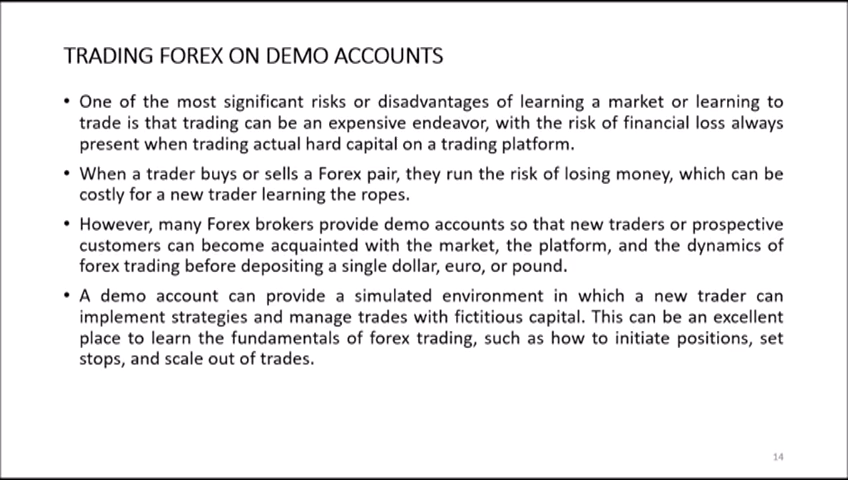 TRADING FOREX ON DEMO ACCOUNTS
• One of the most significant risks or disadvantages of learning a market or learning to
trade is that trading can be an expensive endeavor, with the risk of financial loss always
present when trading actual hard capital on a trading platform.
• When a trader buys or sells a Forex pair, they run the risk of losing money, which can be
costly for a new trader learning the ropes.
• However, many Forex brokers provide demo accounts so that new traders or prospective
customers can become acquainted with the market, the platform, and the dynamics of
forex trading before depositing a single dollar, euro, or pound.
• A demo account can provide a simulated environment in which a new trader can
implement strategies and manage trades with fictitious capital. This can be an excellent
place to learn the fundamentals of forex trading, such as how to initiate positions, set
stops, and scale out of trades.
14